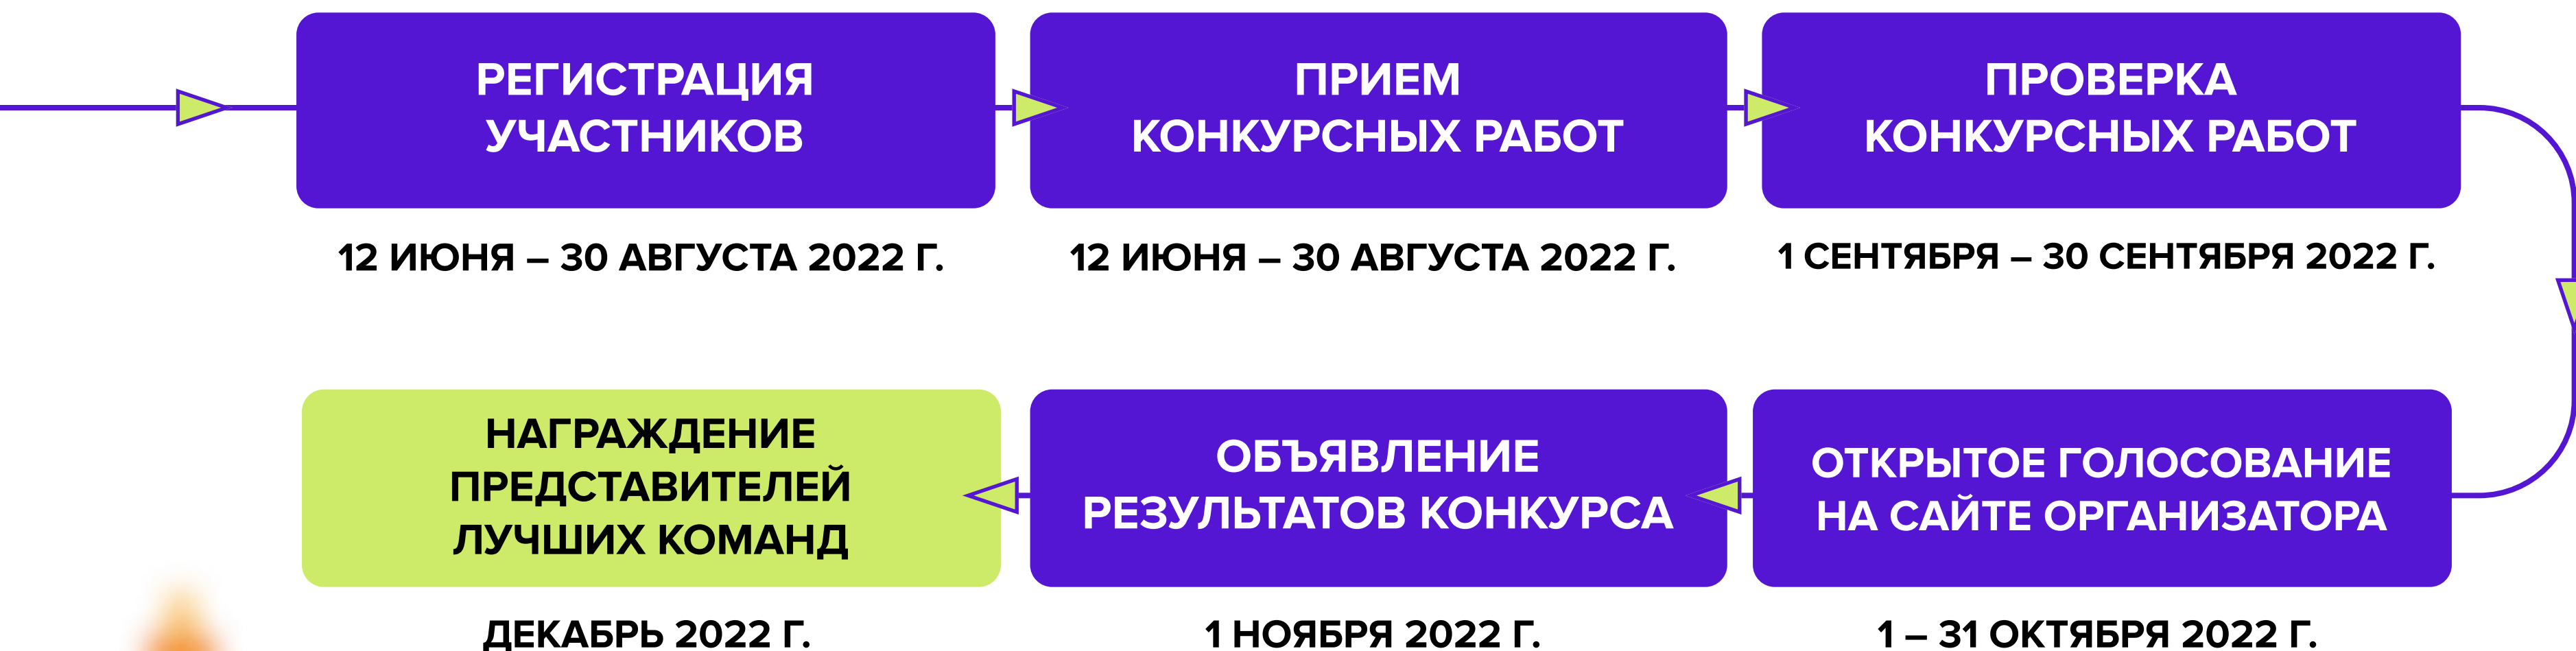 РЕГИСТРАЦИЯ
УЧАСТНИКОВ
12 ИЮНЯ – 30 АВГУСТА 2022 Г.
ПРИЕМ
КОНКУРСНЫХ РАБОТ
12 ИЮНЯ – 30 АВГУСТА 2022 Г.
ПРОВЕРКА
КОНКУРСНЫХ РАБОТ
1 СЕНТЯБРЯ – 30 СЕНТЯБРЯ 2022 Г.
ОТКРЫТОЕ ГОЛОСОВАНИЕ
НА САЙТЕ ОРГАНИЗАТОРА
1 – 31 ОКТЯБРЯ 2022 Г.
ОБЪЯВЛЕНИЕ
РЕЗУЛЬТАТОВ КОНКУРСА
1 НОЯБРЯ 2022 Г.
НАГРАЖДЕНИЕ
ПРЕДСТАВИТЕЛЕЙ
ЛУЧШИХ КОМАНД
ДЕКАБРЬ 2022 Г.